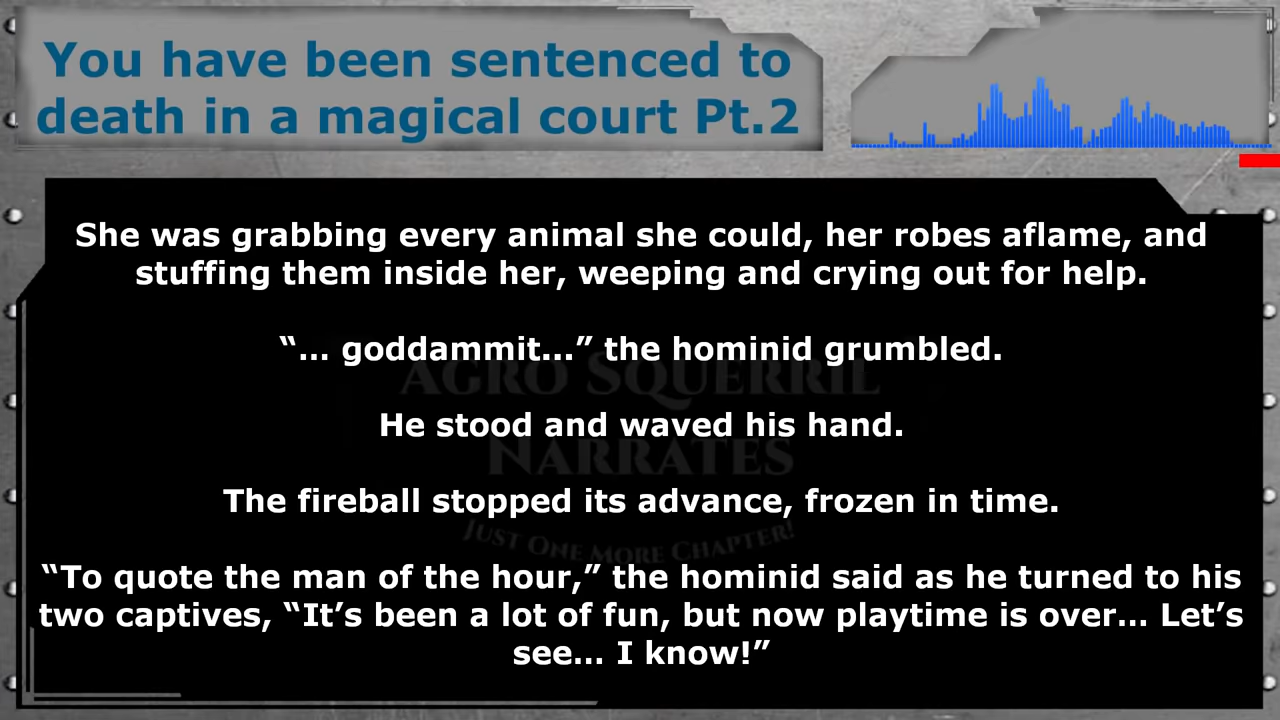 You have been sentenced to
death in a magical court Pt.2
She was grabbing every animal she could, her robes aflame, and
stuffing them inside her, weeping and crying out for help.
“... goddammit...” the hominid grumbled.
AGRO SQUERRIL
He stood and waved his hand.
NARRATES
The fireball stopped its advance, frozen in time.
JUST ONE MORE CHAPTER!
“To quote the man of the hour,” the hominid said as he turned to his
two captives, “It’s been a lot of fun, but now playtime is over... Let’s
see... I know!”